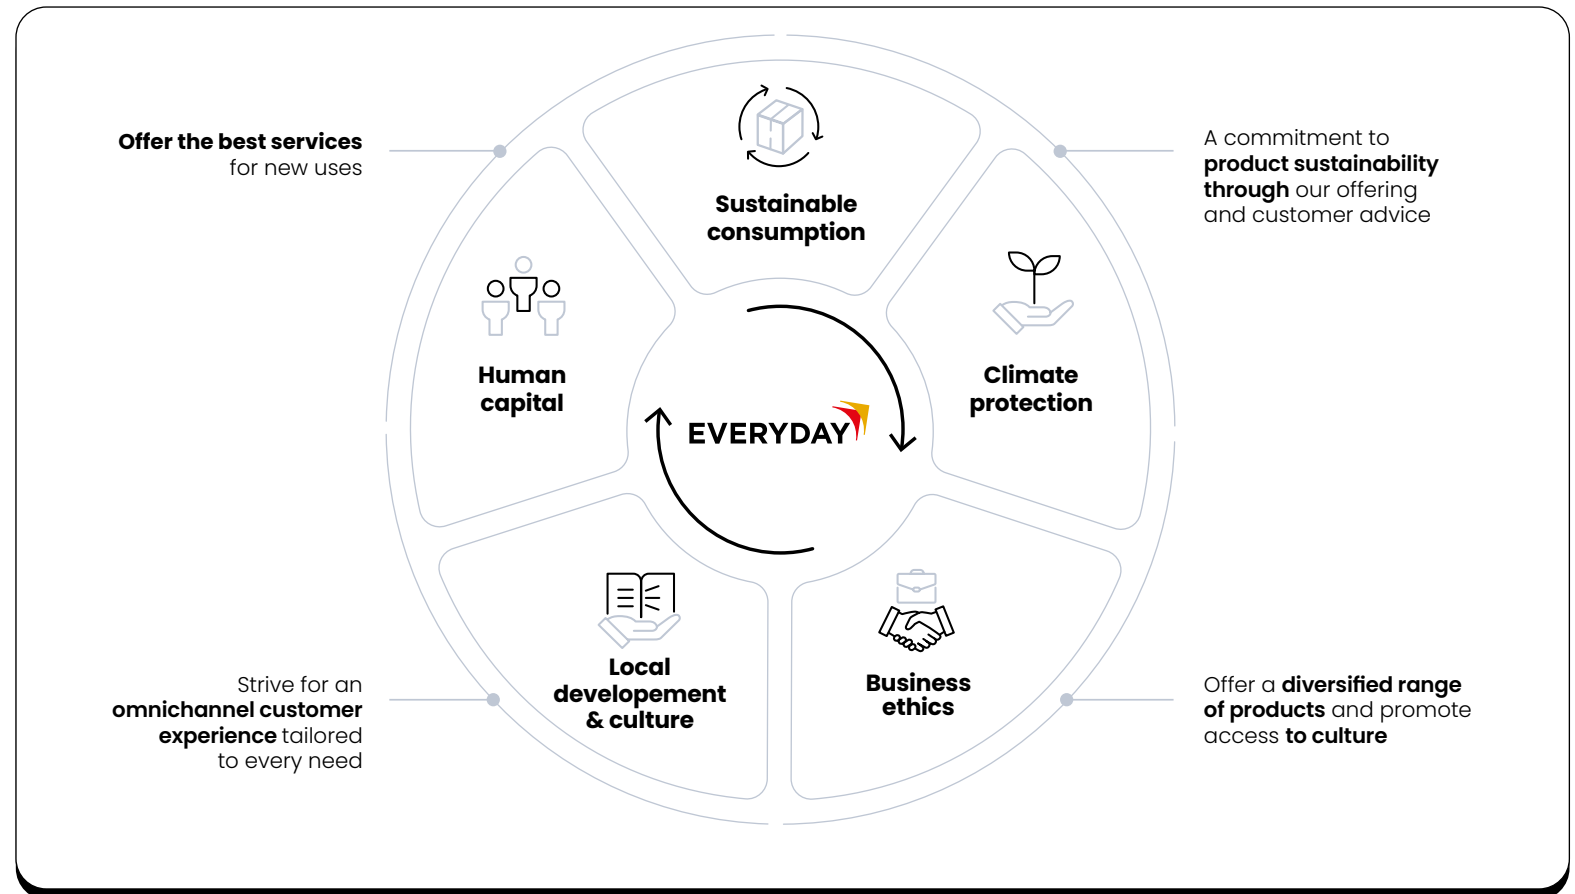 Offer the best services
for new uses
A commitment to
product sustainability
through our offering
and customer advice
Sustainable
consumption
Human
capital
Climate
protection
EVERYDAY
Local
developement
& culture
Business
ethics
Strive for an
omnichannel customer
experience tailored
to every need
Offer a diversified range
of products and promote
access to culture